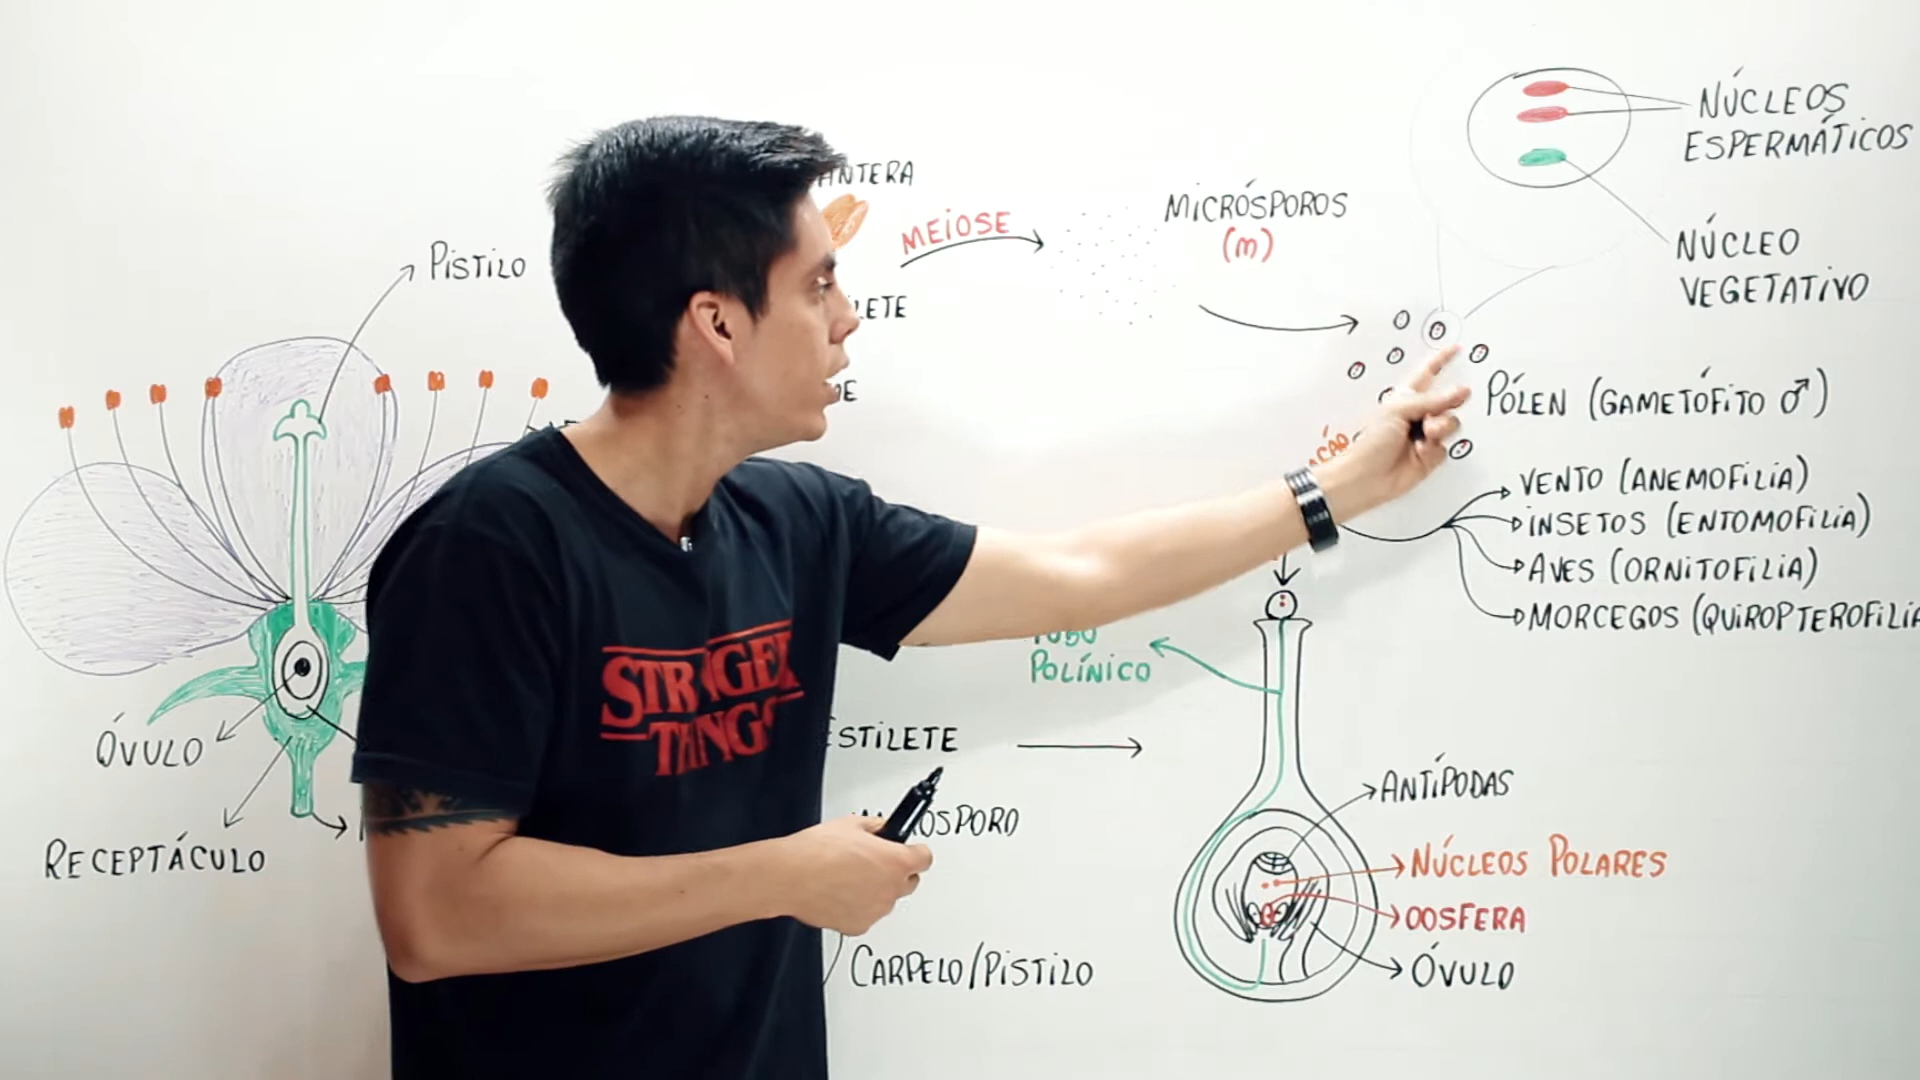 NÚCLEOS
ESPERMÁTICOS
ANTERA
MEIOSE
MICRÓSPOROS
(n)
NÚCLEO
VEGETATIVO
PISTILO
PÓLEN (GAMETÓFITO ♂)
VENTO (ANEMOFILIA)
INSETOS (ENTOMOFILIA)
AVES (ORNITOFILIA)
MORCEGOS (QUIROPTEROFILIA
TUBO
POLÍNICO
STRANGER
THINGS
ÓVULO
ESTILETE
RECEPTÁCULO
ANTÍPODAS
NÚCLEOS POLARES
OOSFERA
CARPELO/PISTILO
ÓVULO